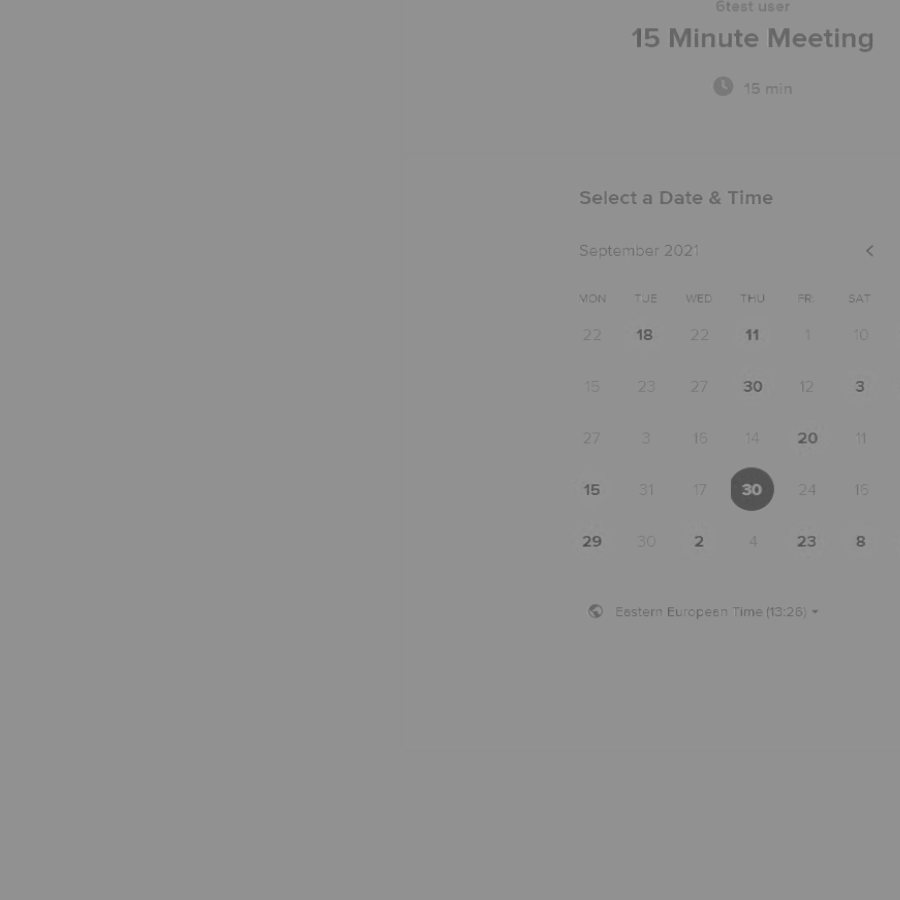 6test user
15 Minute Meeting
15 min
Select a Date & Time
September 2021
MON TUE WED THU FRI SAT
22 18 22 11 1 10
15 23 27 30 12 3
27 3 16 14 20 11
15 31 17 30 24 16
29 30 2 4 23 8
Eastern European Time (13:26)